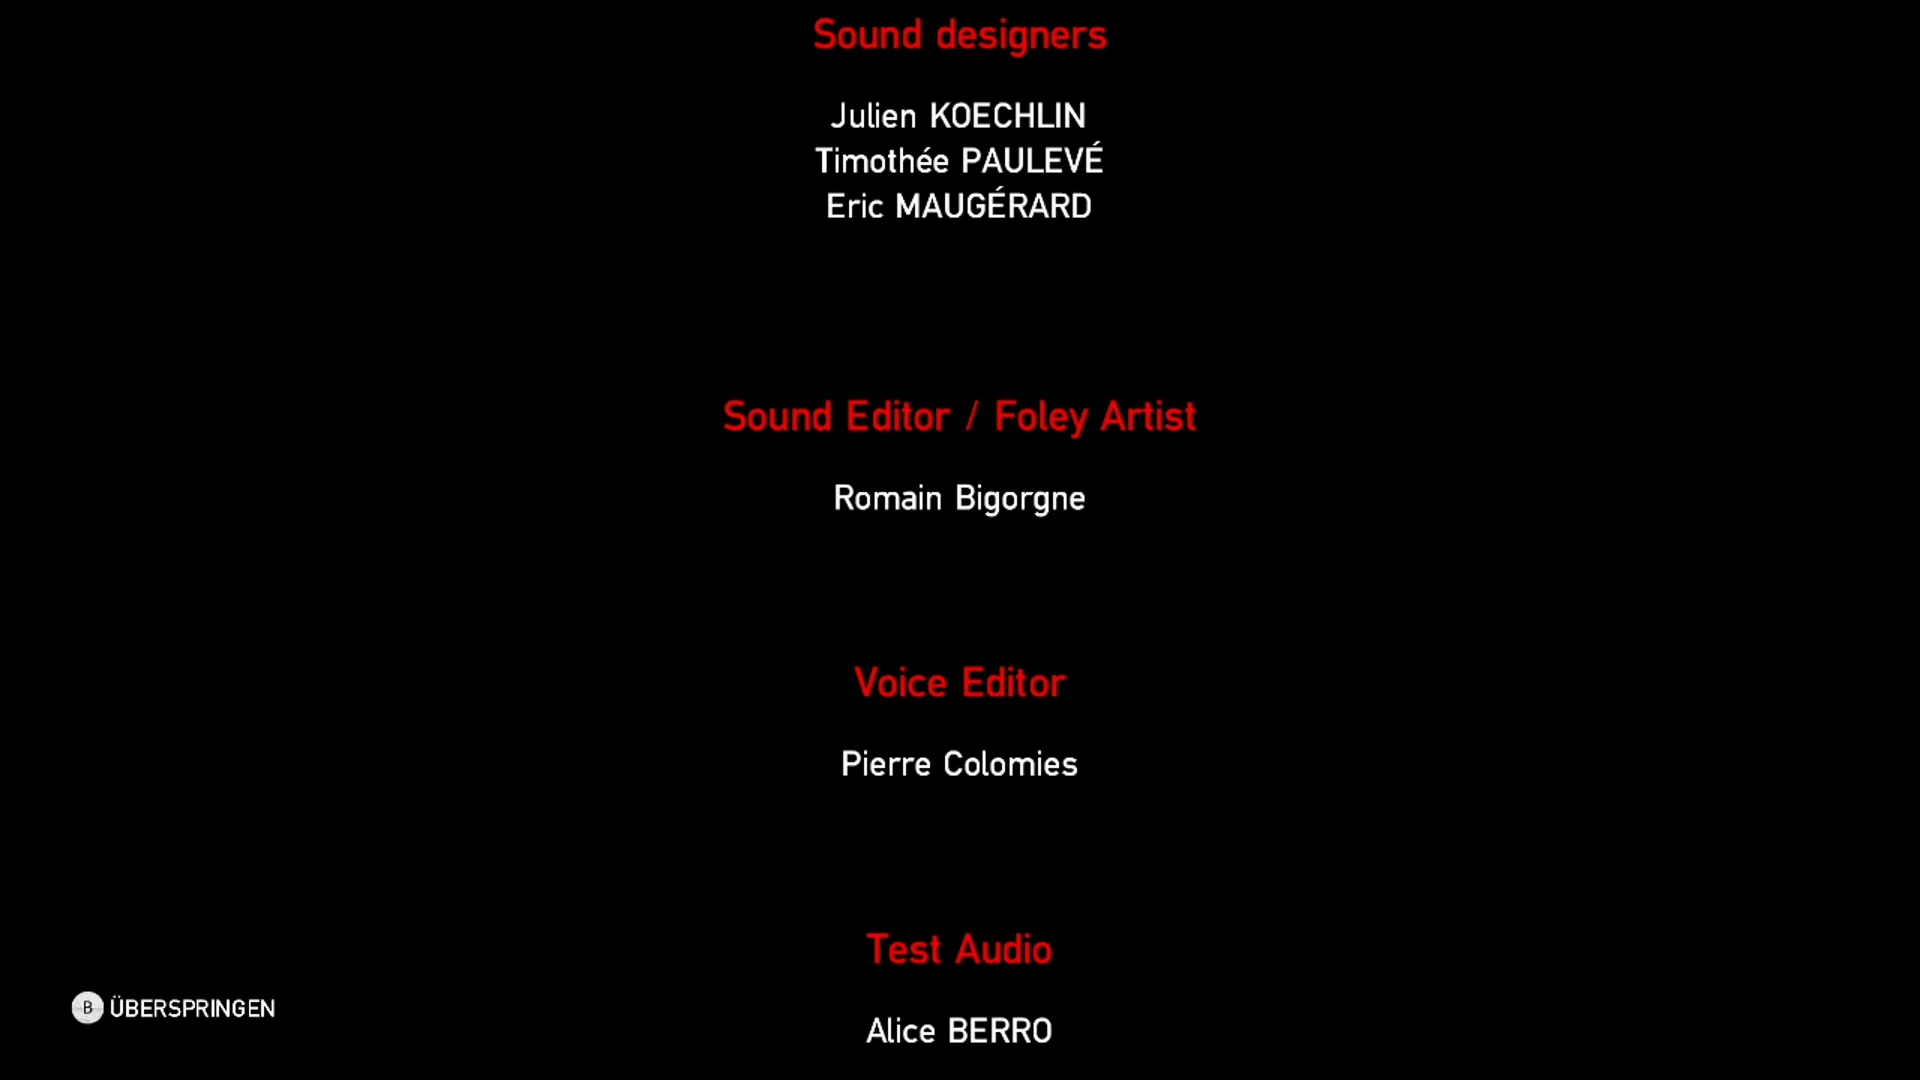 Sound designers
Julien KOECHLIN
Timothée PAULEVÉ
Eric MAUGÉRARD
Sound Editor / Foley Artist
Romain Bigorgne
Voice Editor
Pierre Colomies
Test Audio
B ÜBERSPRINGEN
Alice BERRO